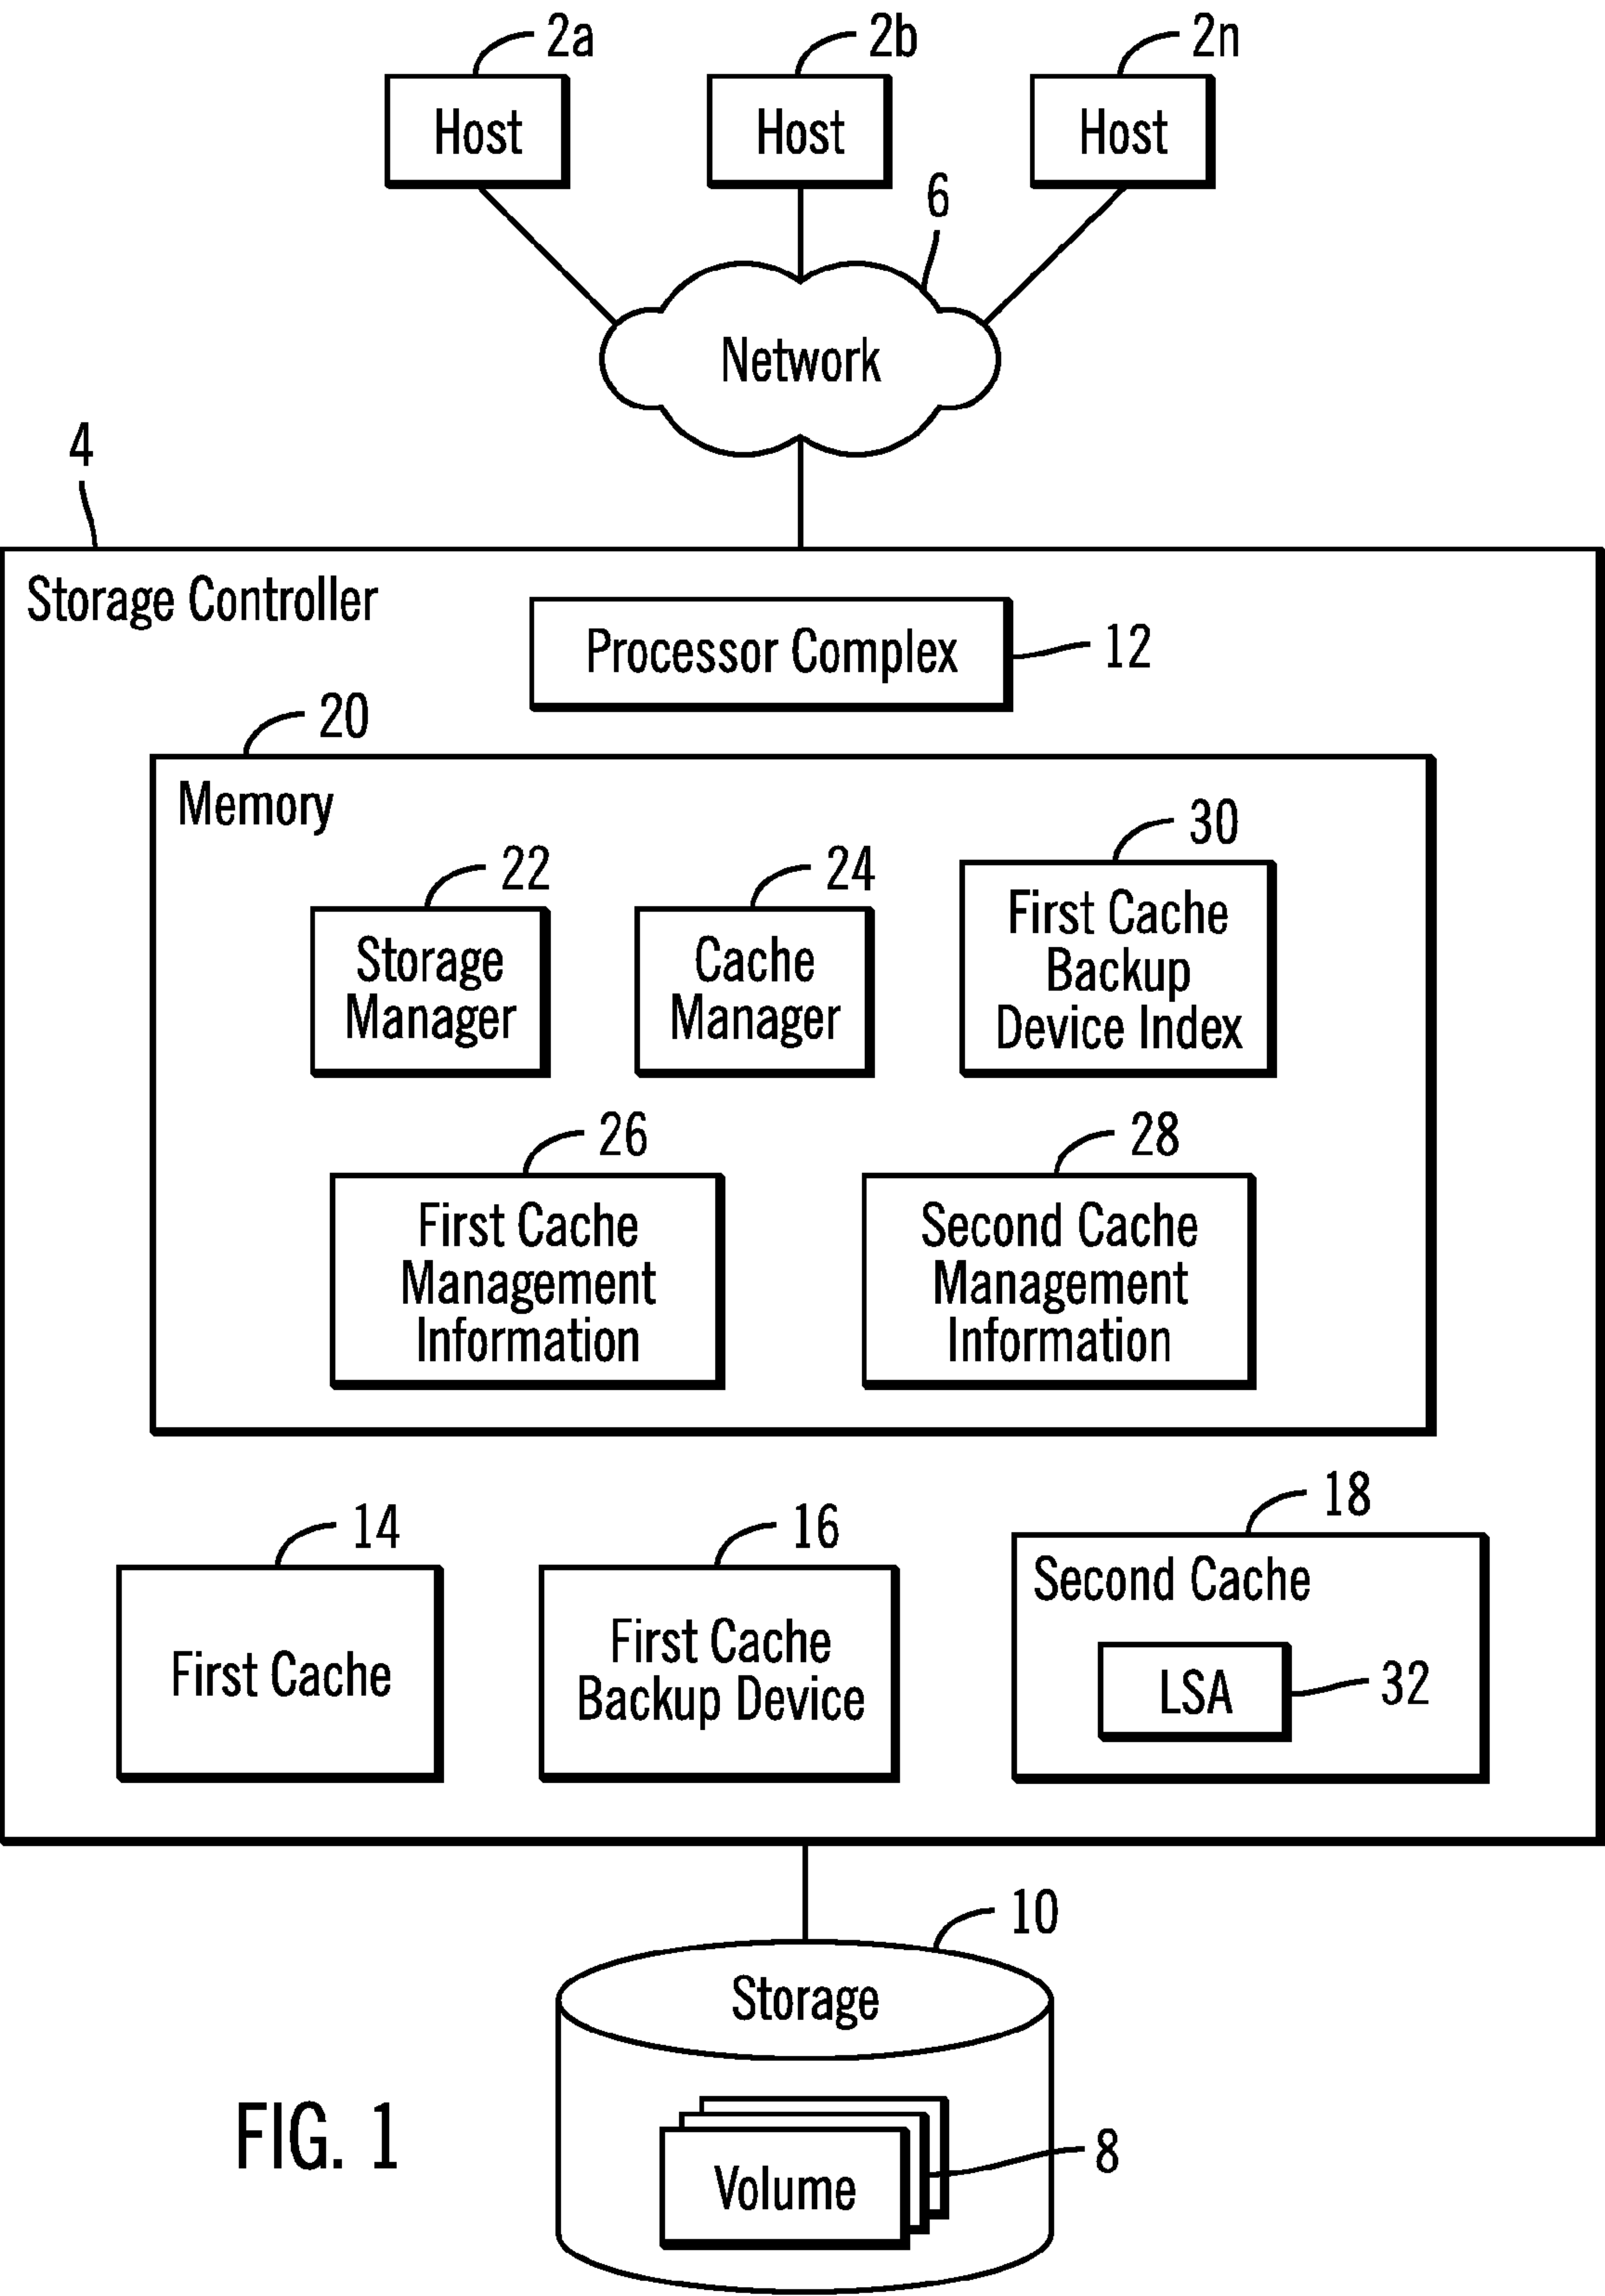 2a
2b
2n
Host
Host
Host
6
Network
4
Storage Controller
Processor Complex
12
20
Memory
22
24
30
Storage
Manager
Cache
Manager
First Cache
Backup
Device Index
26
28
First Cache
Management
Information
Second Cache
Management
Information
14
16
18
First Cache
First Cache
Backup Device
Second Cache
LSA
32
10
Storage
Volume
8
FIG. 1